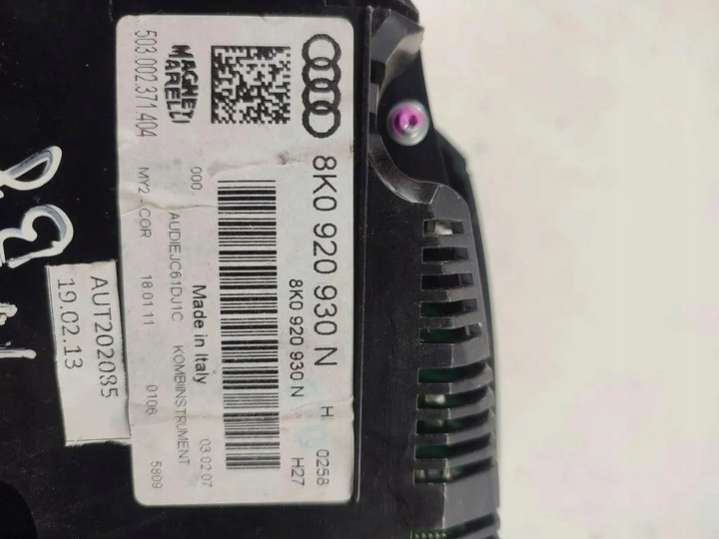 8K0 920 930 N H. 0258
8K0 920 930 N H27
Made in Italy 03.02.07
000. AUDIEJC61DJ1C KOMBIINSTRUMENT
MAGNETI
MARELLI
MY2 - COR 18.01.11 0106 5809
503.002.371.404
AUT202035
19.02.13